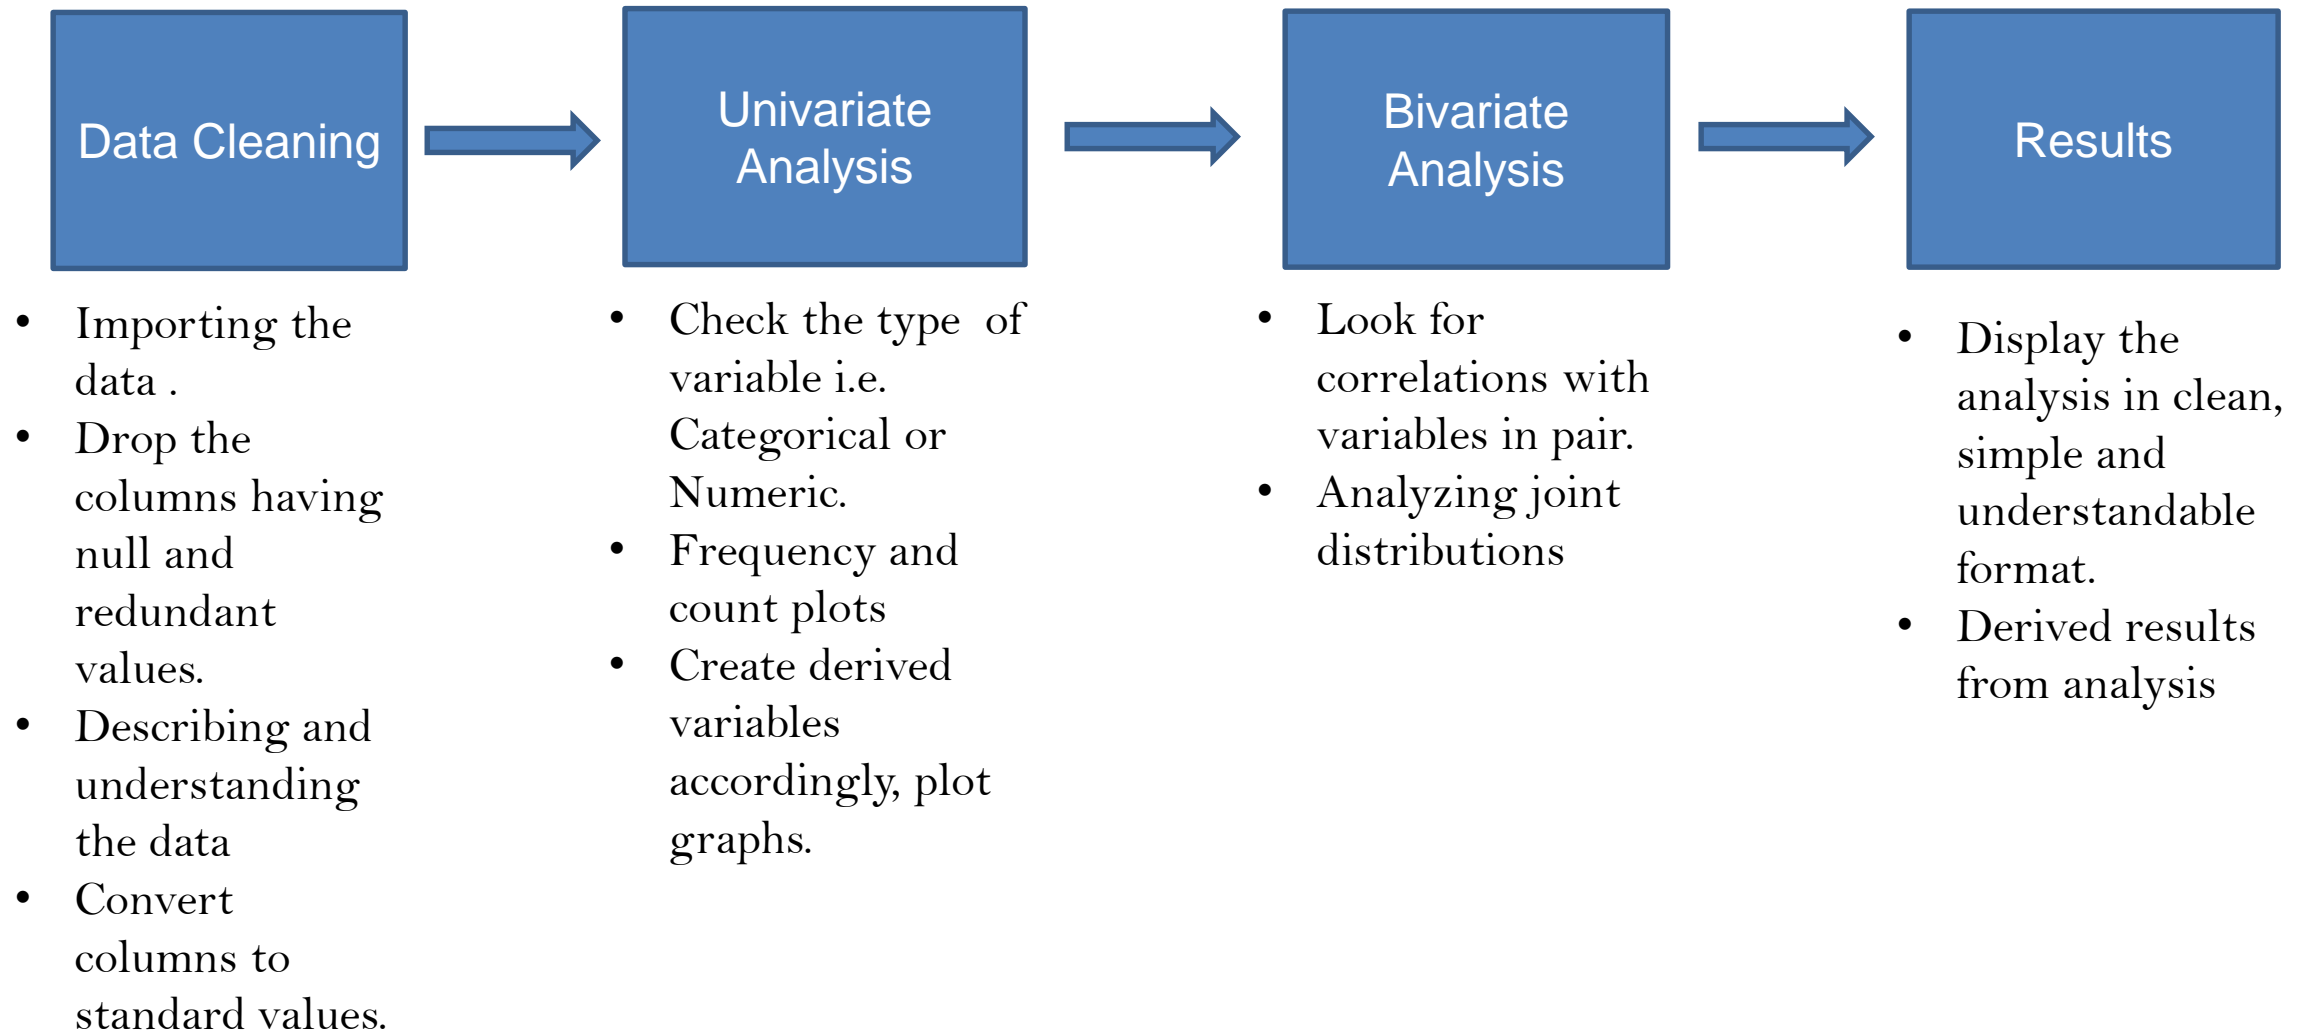 Data Cleaning
• Importing the
data .
• Drop the
columns having
null and
redundant
values.
• Describing and
understanding
the data
• Convert
columns to
standard values.
Univariate
Analysis
• Check the type  of
variable i.e.
Categorical or
Numeric.
• Frequency and
count plots
• Create derived
variables
accordingly, plot
graphs.
Bivariate
Analysis
• Look for
correlations with
variables in pair.
• Analyzing joint
distributions
Results
• Display the
analysis in clean,
simple and
understandable
format.
• Derived results
from analysis